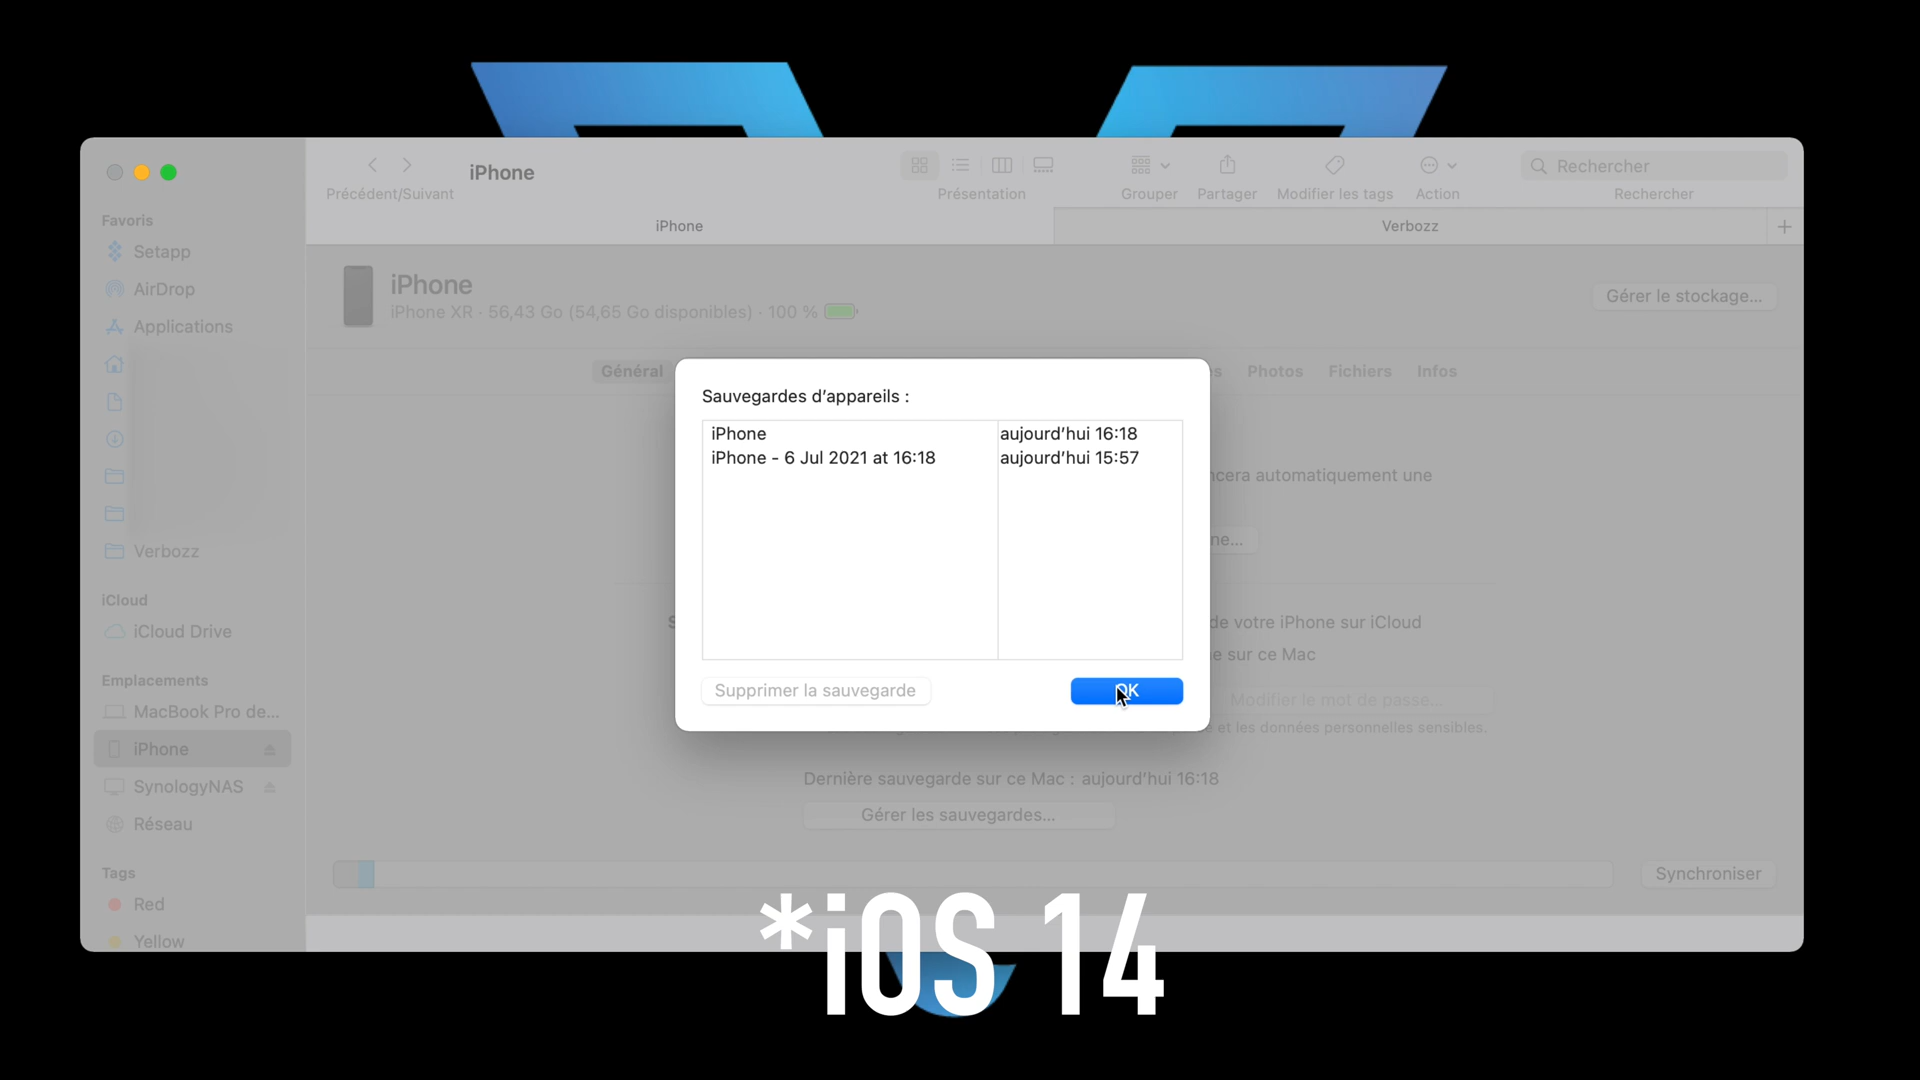 iPhone
Précédent/Suivant
Présentation
Grouper
Partager
Modifier les tags
Action
Rechercher
Rechercher
iPhone
Verbozz
Favoris
Setapp
AirDrop
Applications
Verbozz
iCloud
iCloud Drive
Emplacements
MacBook Pro de...
iPhone
SynologyNAS
Réseau
Tags
Red
Yellow
iPhone
iPhone XR · 56,43 Go (54,65 Go disponibles) · 100 %
Gérer le stockage...
Général
Photos
Fichiers
Infos
automatiquement une
Sauvegardes d’appareils :
iPhone aujourd’hui 16:18
iPhone - 6 Jul 2021 at 16:18 aujourd’hui 15:57
Supprimer la sauvegarde
OK
de votre iPhone sur iCloud
sur ce Mac
Modifier le mot de passe...
et les données personnelles sensibles.
Dernière sauvegarde sur ce Mac : aujourd’hui 16:18
Gérer les sauvegardes...
Synchroniser
*iOS 14